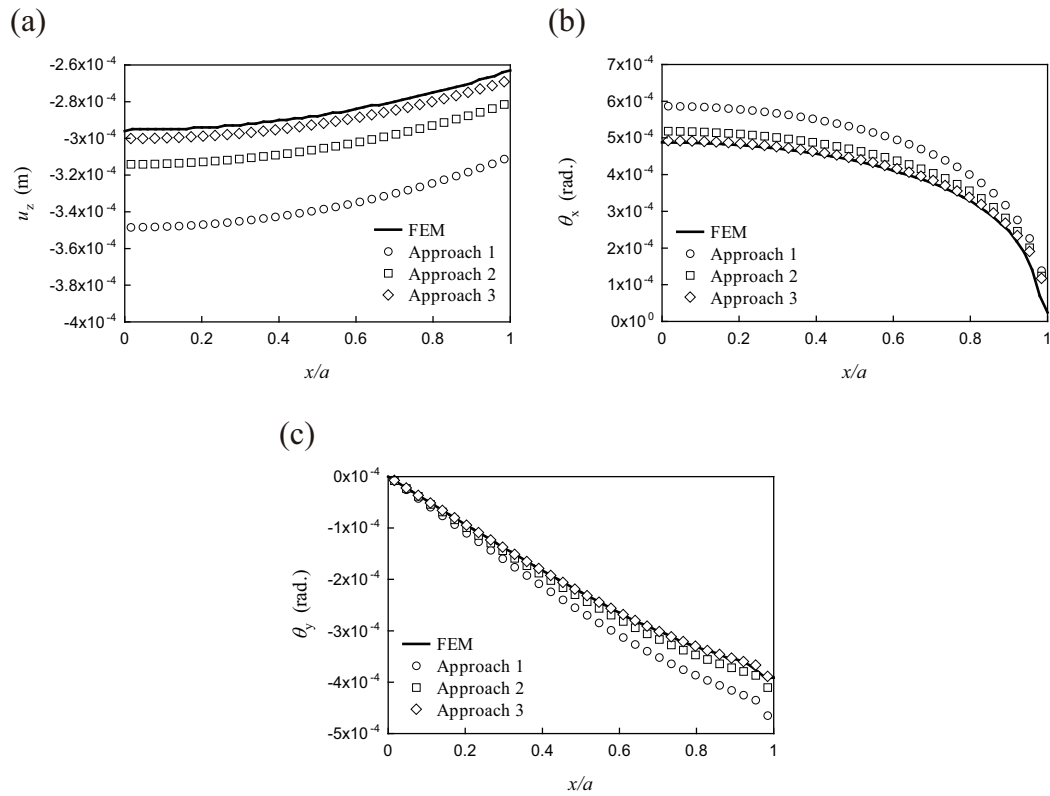 (a)
-2.6x10⁻⁴
-2.8x10⁻⁴
-3x10⁻⁴
-3.2x10⁻⁴
-3.4x10⁻⁴
-3.6x10⁻⁴
-3.8x10⁻⁴
-4x10⁻⁴
u_z (m)
FEM
Approach 1
Approach 2
Approach 3
0 0.2 0.4 0.6 0.8 1
x/a
(b)
7x10⁻⁴
6x10⁻⁴
5x10⁻⁴
4x10⁻⁴
3x10⁻⁴
2x10⁻⁴
1x10⁻⁴
0x10⁰
θ_x (rad.)
FEM
Approach 1
Approach 2
Approach 3
0 0.2 0.4 0.6 0.8 1
x/a
(c)
0x10⁻⁴
-1x10⁻⁴
-2x10⁻⁴
-3x10⁻⁴
-4x10⁻⁴
-5x10⁻⁴
θ_y (rad.)
FEM
Approach 1
Approach 2
Approach 3
0 0.2 0.4 0.6 0.8 1
x/a